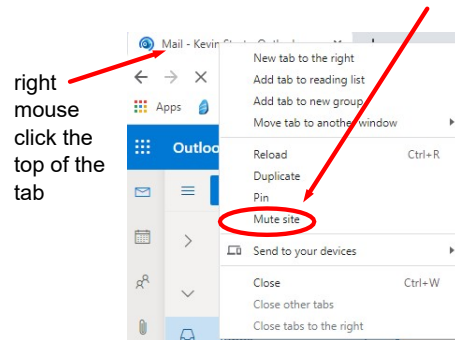 Mail - Kevin
New tab to the right
Add tab to reading list
Add tab to new group
Move tab to another window
Apps
right
mouse
click the
top of the
tab
Outloo
Reload Ctrl+R
Duplicate
Pin
Mute site
Send to your devices
Close Ctrl+W
Close other tabs
Close tabs to the right